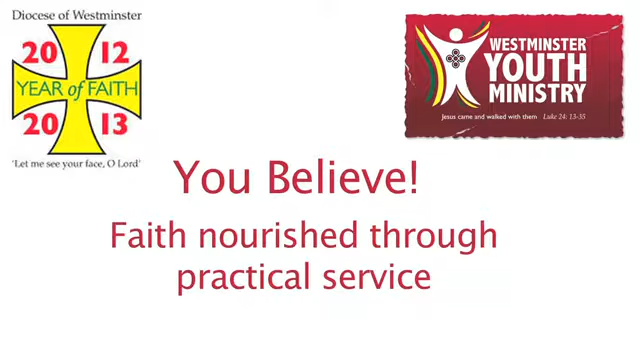 Diocese of Westminster
20 12
YEAR of FAITH
20 13
'Let me see your face, O Lord'
WESTMINSTER
YOUTH
MINISTRY
Jesus came and walked with them Luke 24: 13-35
You Believe!
Faith nourished through
practical service